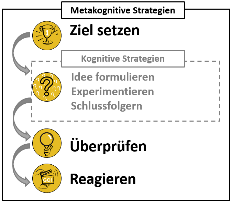 Metakognitive Strategien
Ziel setzen
Kognitive Strategien
Idee formulieren
Experimentieren
Schlussfolgern
Überprüfen
Reagieren